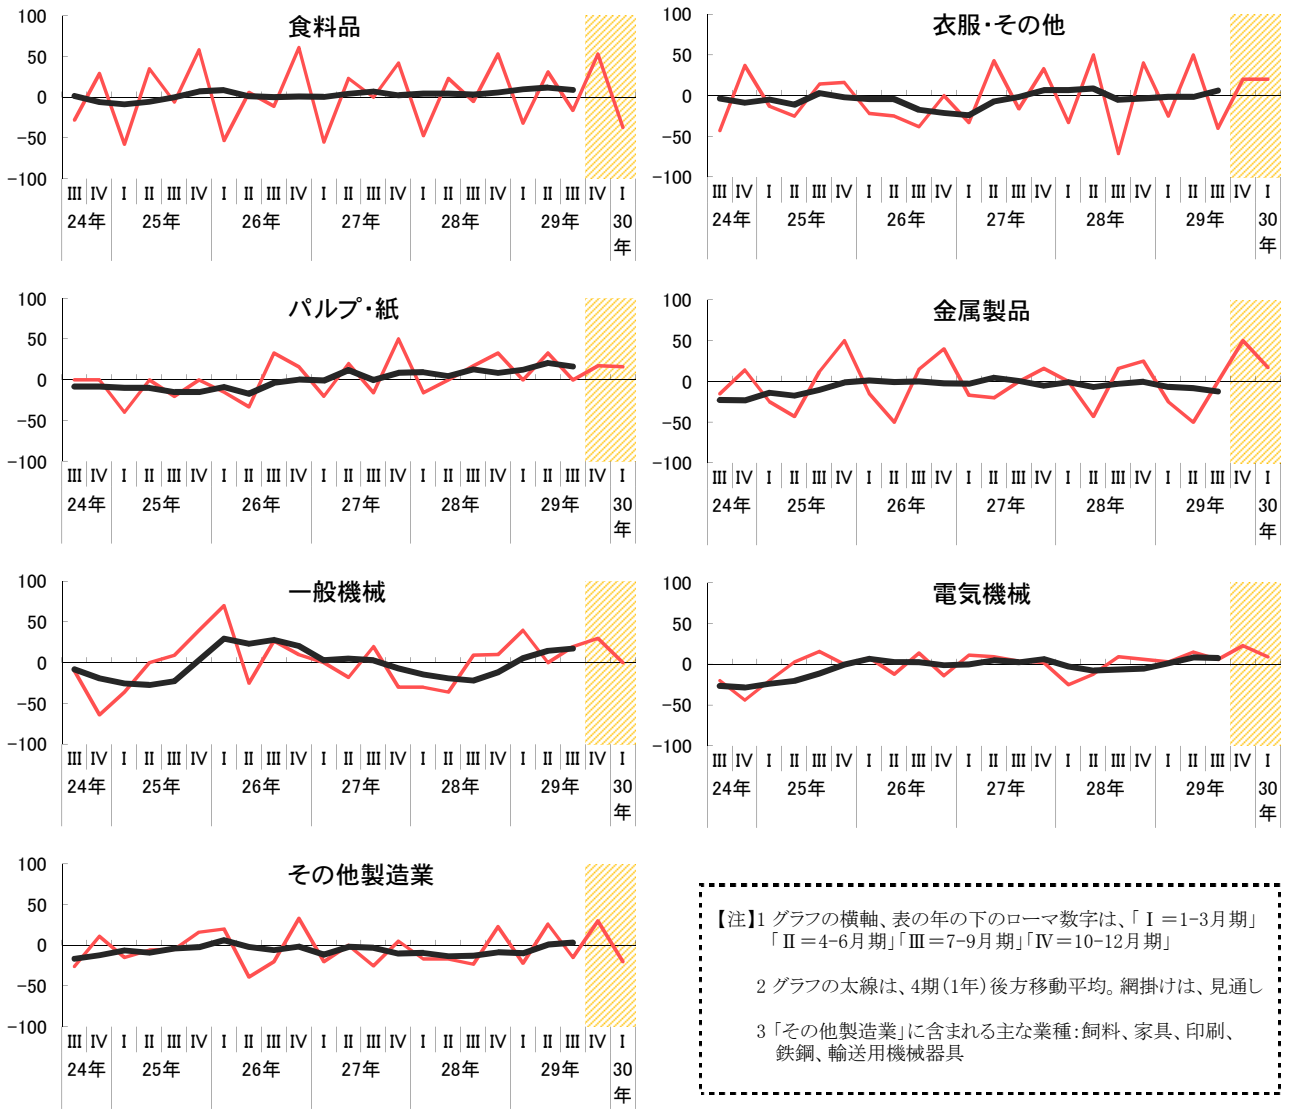 食料品
100
50
0
−50
−100
Ⅲ Ⅳ Ⅰ Ⅱ Ⅲ Ⅳ Ⅰ Ⅱ Ⅲ Ⅳ Ⅰ Ⅱ Ⅲ Ⅳ Ⅰ Ⅱ Ⅲ Ⅳ Ⅰ Ⅱ Ⅲ Ⅳ Ⅰ
24年 25年 26年 27年 28年 29年 30
年
衣服・その他
100
50
0
−50
−100
Ⅲ Ⅳ Ⅰ Ⅱ Ⅲ Ⅳ Ⅰ Ⅱ Ⅲ Ⅳ Ⅰ Ⅱ Ⅲ Ⅳ Ⅰ Ⅱ Ⅲ Ⅳ Ⅰ Ⅱ Ⅲ Ⅳ Ⅰ
24年 25年 26年 27年 28年 29年 30
年
パルプ・紙
100
50
0
−50
−100
Ⅲ Ⅳ Ⅰ Ⅱ Ⅲ Ⅳ Ⅰ Ⅱ Ⅲ Ⅳ Ⅰ Ⅱ Ⅲ Ⅳ Ⅰ Ⅱ Ⅲ Ⅳ Ⅰ Ⅱ Ⅲ Ⅳ Ⅰ
24年 25年 26年 27年 28年 29年 30
年
金属製品
100
50
0
−50
−100
Ⅲ Ⅳ Ⅰ Ⅱ Ⅲ Ⅳ Ⅰ Ⅱ Ⅲ Ⅳ Ⅰ Ⅱ Ⅲ Ⅳ Ⅰ Ⅱ Ⅲ Ⅳ Ⅰ Ⅱ Ⅲ Ⅳ Ⅰ
24年 25年 26年 27年 28年 29年 30
年
一般機械
100
50
0
−50
−100
Ⅲ Ⅳ Ⅰ Ⅱ Ⅲ Ⅳ Ⅰ Ⅱ Ⅲ Ⅳ Ⅰ Ⅱ Ⅲ Ⅳ Ⅰ Ⅱ Ⅲ Ⅳ Ⅰ Ⅱ Ⅲ Ⅳ Ⅰ
24年 25年 26年 27年 28年 29年 30
年
電気機械
100
50
0
−50
−100
Ⅲ Ⅳ Ⅰ Ⅱ Ⅲ Ⅳ Ⅰ Ⅱ Ⅲ Ⅳ Ⅰ Ⅱ Ⅲ Ⅳ Ⅰ Ⅱ Ⅲ Ⅳ Ⅰ Ⅱ Ⅲ Ⅳ Ⅰ
24年 25年 26年 27年 28年 29年 30
年
その他製造業
100
50
0
−50
−100
Ⅲ Ⅳ Ⅰ Ⅱ Ⅲ Ⅳ Ⅰ Ⅱ Ⅲ Ⅳ Ⅰ Ⅱ Ⅲ Ⅳ Ⅰ Ⅱ Ⅲ Ⅳ Ⅰ Ⅱ Ⅲ Ⅳ Ⅰ
24年 25年 26年 27年 28年 29年 30
年
【注】1 グラフの横軸、表の年の下のローマ数字は、「Ⅰ＝1-3月期」
「Ⅱ＝4-6月期」「Ⅲ＝7-9月期」「Ⅳ＝10-12月期」
2 グラフの太線は、4期(1年)後方移動平均。網掛けは、見通し
3 「その他製造業」に含まれる主な業種:飼料、家具、印刷、
鉄鋼、輸送用機械器具